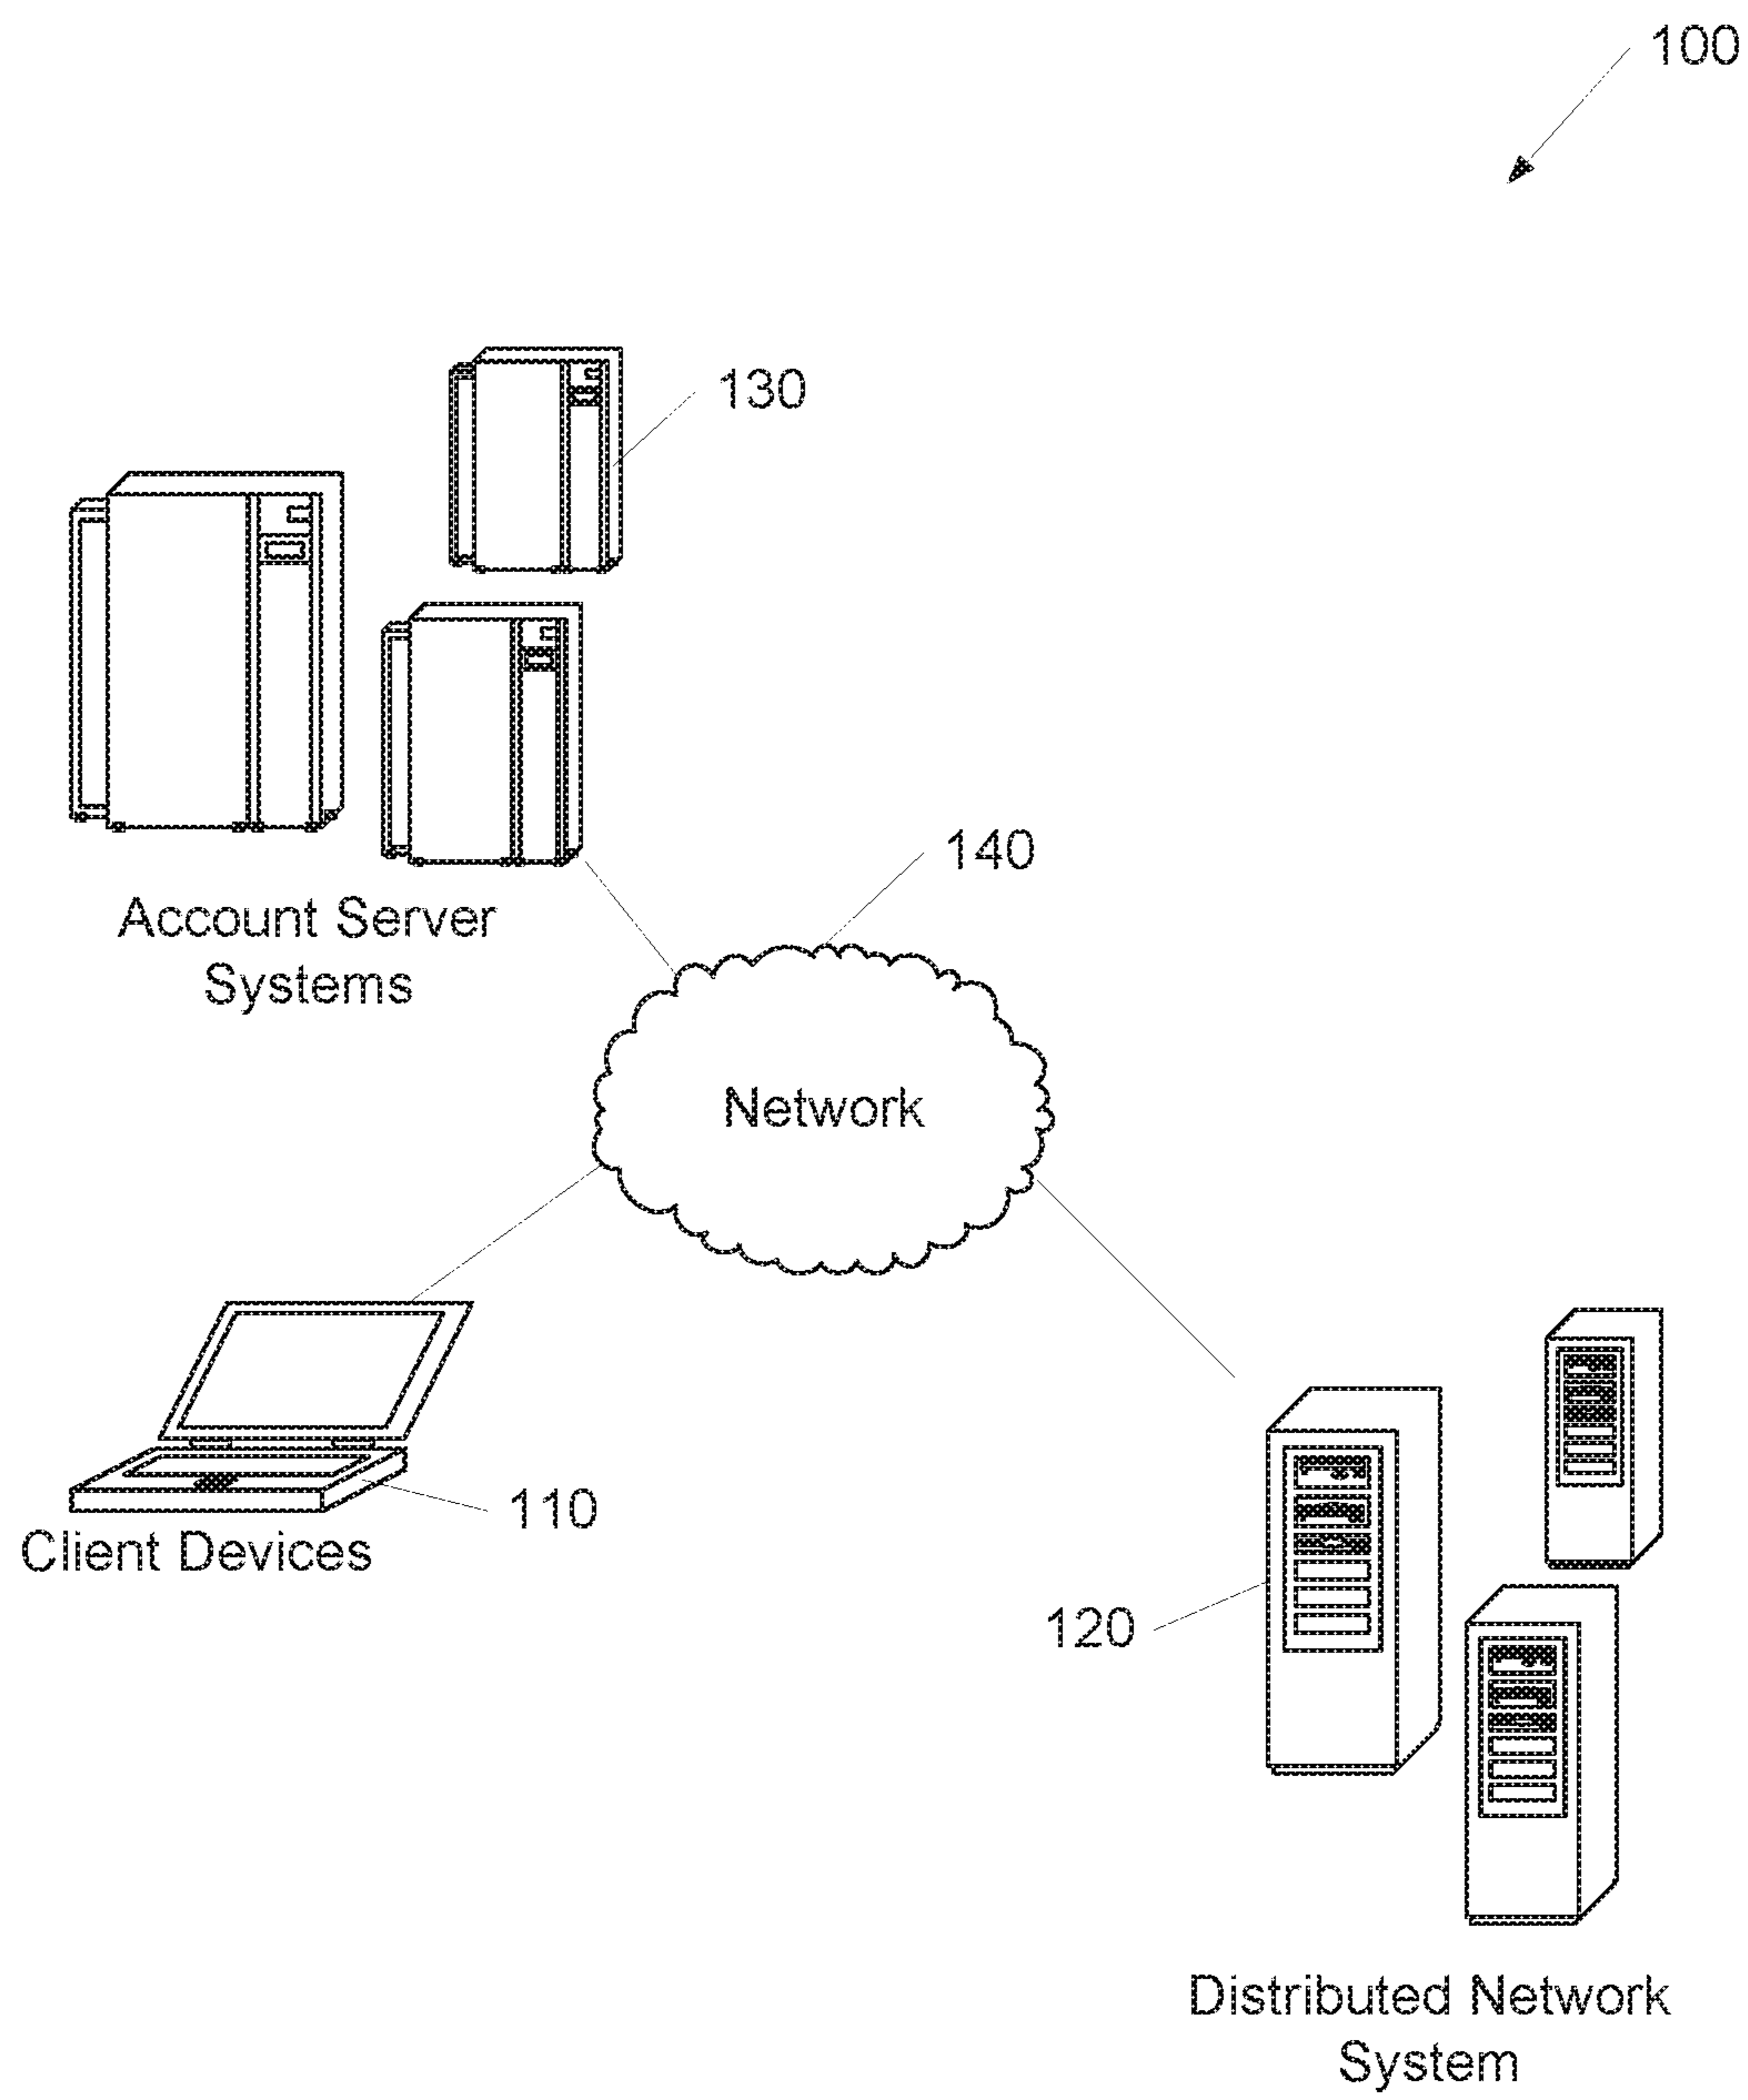 100
130
Account Server
Systems
140
Network
110
Client Devices
120
Distributed Network
System